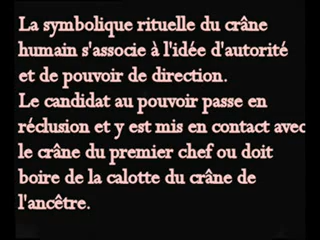 La symbolique rituelle du crâne
humain s'associe à l'idée d'autorité
et de pouvoir de direction.
Le candidat au pouvoir passe en
réclusion et y est mis en contact avec
le crâne du premier chef ou doit
boire de la calotte du crâne de
l'ancêtre.